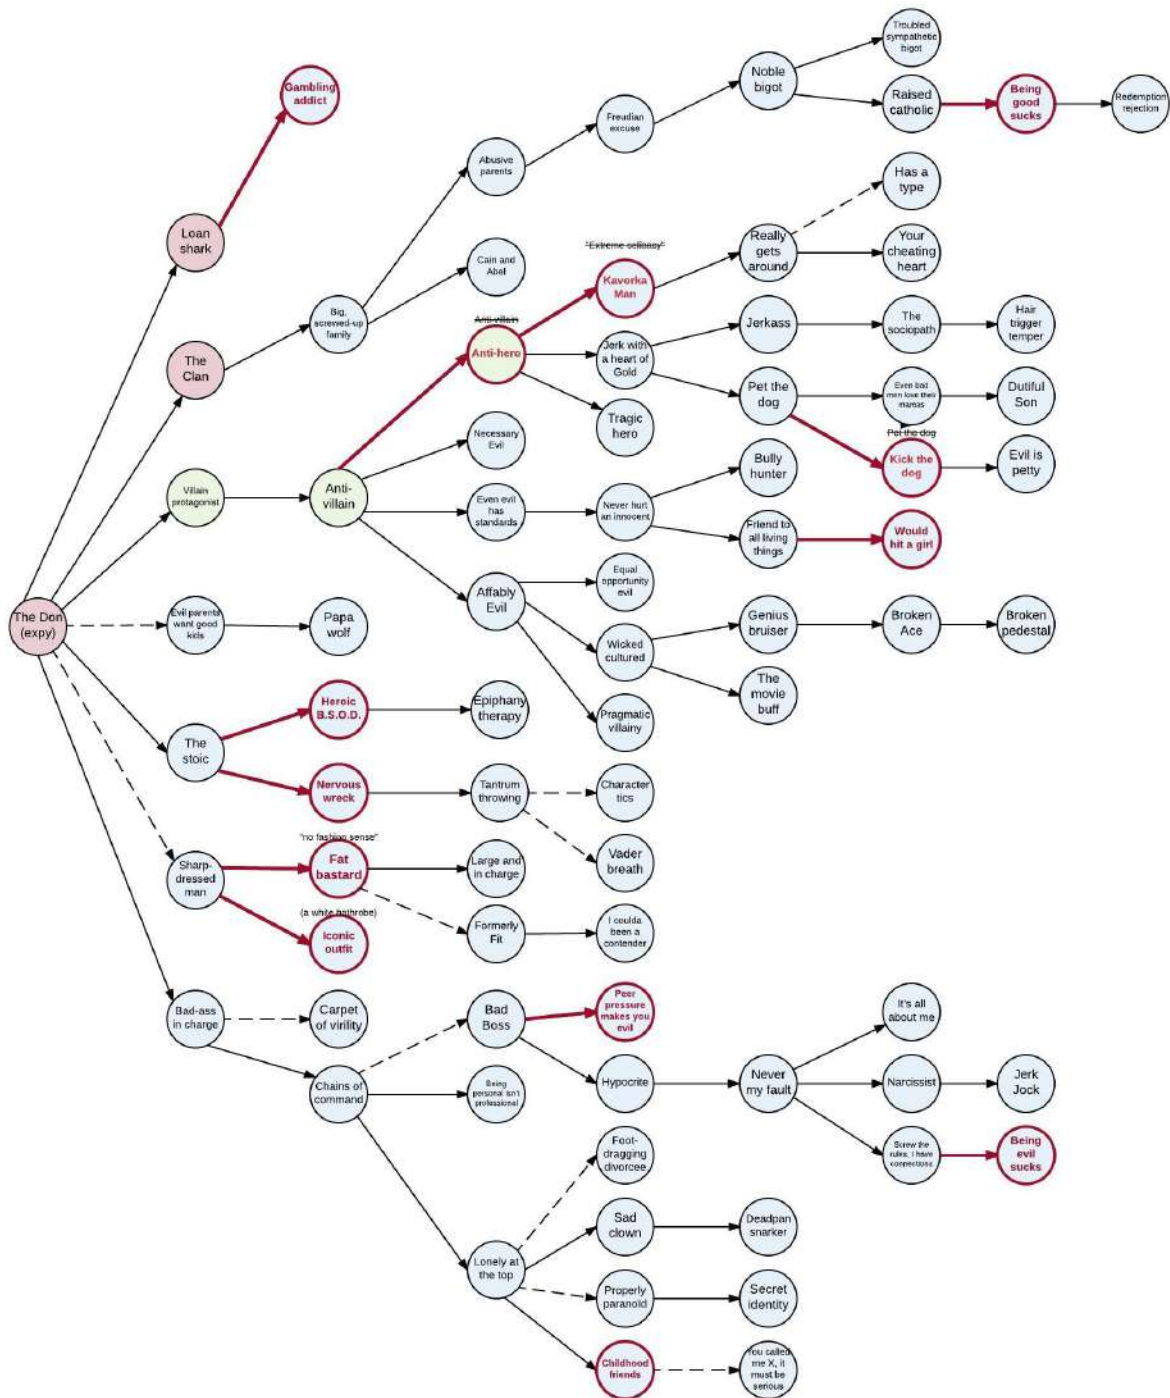 Troubled
sympathetic
bigot
Gambling
addict
Noble
bigot
Raised
catholic
Being
good
sucks
Redemption
rejection
Freudian
excuse
Abusive
parents
Has a
type
Loan
shark
"Extreme celibacy"
Really
gets
around
Your
cheating
heart
Cain and
Abel
Kavorka
Man
Big,
screwed-up
family
Anti-villain
Anti-hero
Jerk with
a heart of
Gold
Jerkass
The
sociopath
Hair
trigger
temper
The
Clan
Pet the
dog
Even bad
men love their
mamas
Dutiful
Son
Tragic
hero
Necessary
Evil
Pet the dog
Kick the
dog
Evil is
petty
Bully
hunter
Villain
protagonist
Anti-
villain
Even evil
has
standards
Never hurt
an innocent
Friend to
all living
things
Would
hit a girl
Equal
opportunity
evil
Affably
Evil
The Don
(expy)
Evil parents
want good
kids
Papa
wolf
Wicked
cultured
Genius
bruiser
Broken
Ace
Broken
pedestal
The
movie
buff
Heroic
B.S.O.D.
Epiphany
therapy
Pragmatic
villainy
The
stoic
Nervous
wreck
Tantrum
throwing
Character
tics
"no fashion sense"
Fat
bastard
Large and
in charge
Vader
breath
Sharp-
dressed
man
(a white bathrobe)
Iconic
outfit
Formerly
Fit
I coulda
been a
contender
Bad-ass
in charge
Carpet
of virility
Bad
Boss
Peer
pressure
makes you
evil
It's all
about me
Chains of
command
Being
personal isn't
professional
Hypocrite
Never
my fault
Narcissist
Jerk
Jock
Foot-
dragging
divorcee
Screw the
rules, I have
connections
Being
evil
sucks
Sad
clown
Deadpan
snarker
Lonely at
the top
Properly
paranoid
Secret
identity
Childhood
friends
You called
me X, it
must be
serious